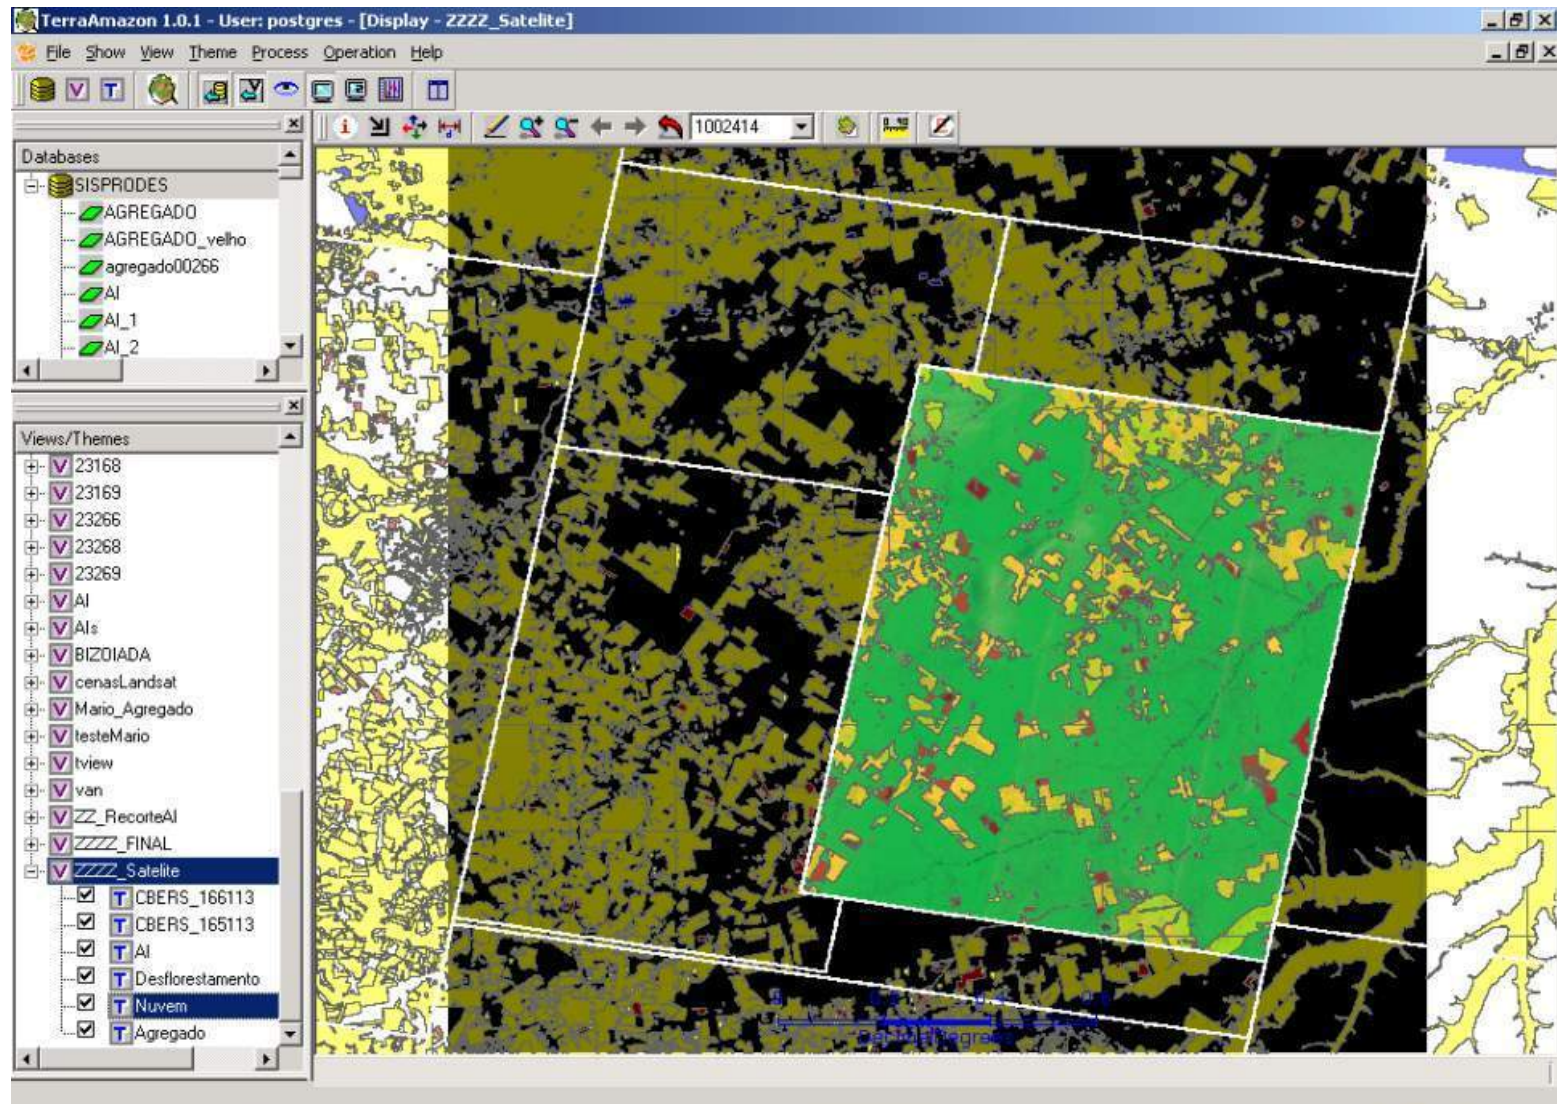 TerraAmazon 1.0.1 - User: postgres - [Display - ZZZZ_Satelite]
File Show View Theme Process Operation Help
1002414
Databases
SISPRODES
AGREGADO
AGREGADO_velho
agregado00266
AI
AI_1
AI_2
Views/Themes
23168
23169
23266
23268
23269
AI
AIs
BIZOIADA
cenasLandsat
Mario_Agregado
testeMario
tview
van
ZZ_RecorteAI
ZZZZ_FINAL
ZZZZ_Satelite
CBERS_166113
CBERS_165113
AI
Desflorestamento
Nuvem
Agregado